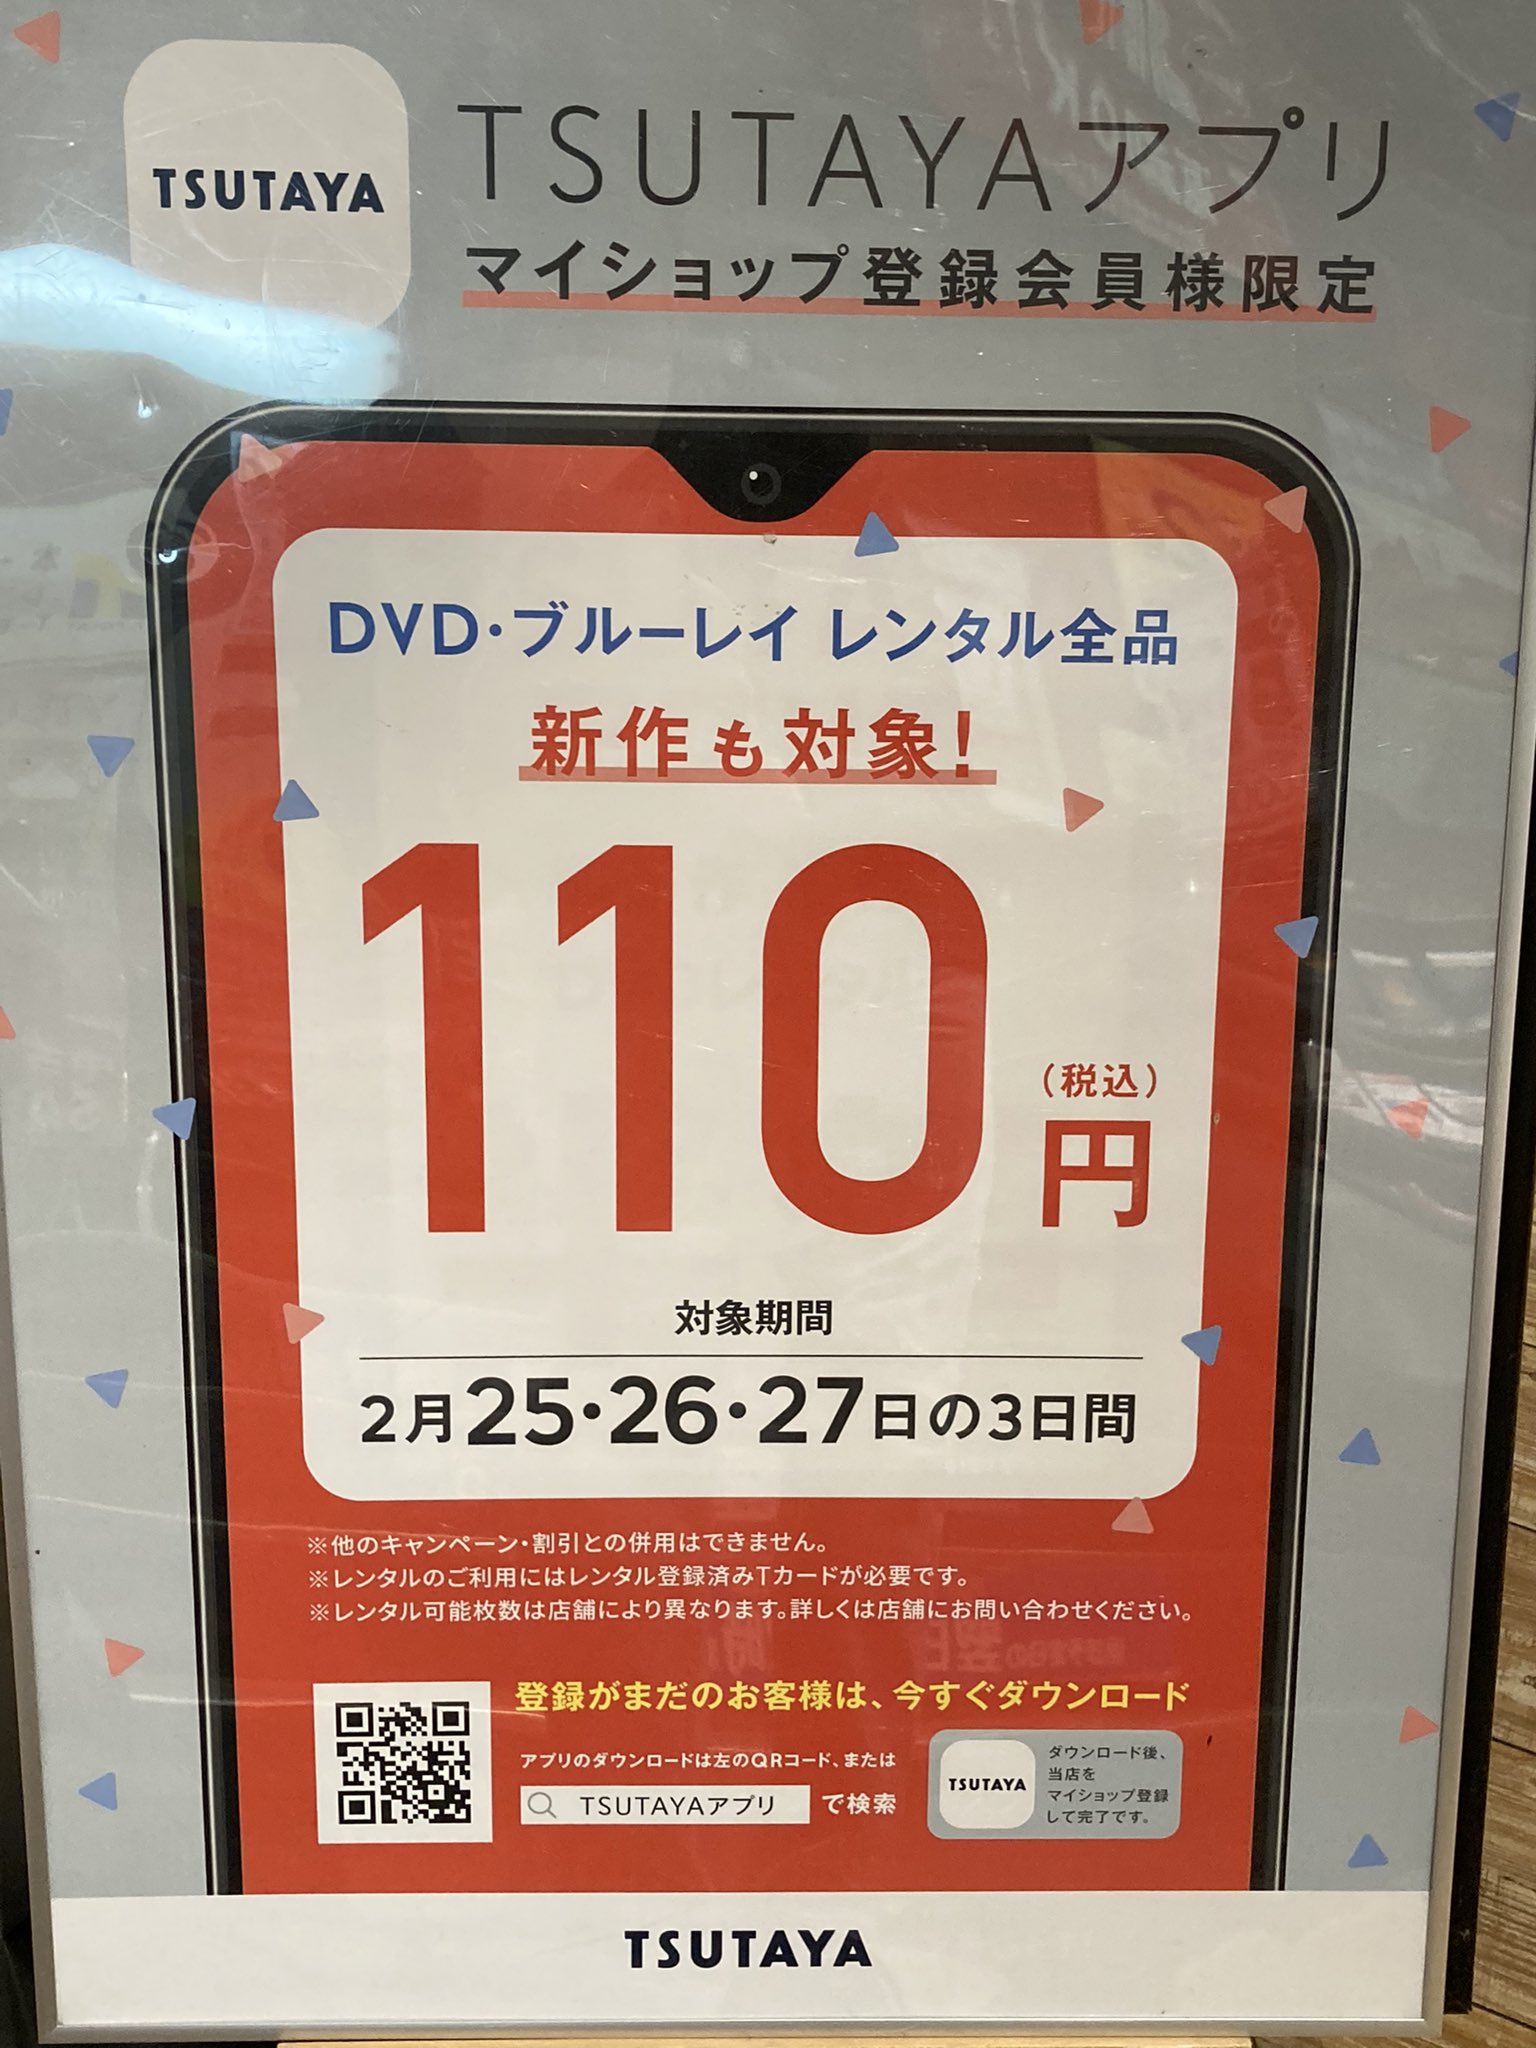 TSUTAYA
TSUTAYAアプリ
マイショップ登録会員様限定
DVD・ブルーレイ レンタル全品
新作も対象!
110円(税込)
対象期間
2月25・26・27日の3日間
※他のキャンペーン・割引との併用はできません。
※レンタルのご利用にはレンタル登録済みTカードが必要です。
※レンタル可能枚数は店舗により異なります。詳しくは店舗にお問い合わせください。
登録がまだのお客様は、今すぐダウンロード
アプリのダウンロードは左のQRコード、または
TSUTAYAアプリ で検索
TSUTAYA
ダウンロード後、
当店を
マイショップ登録
して完了です。
TSUTAYA